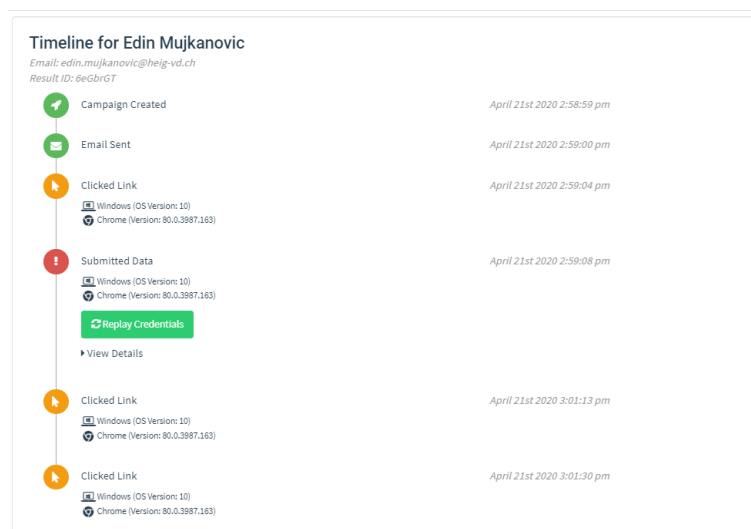 Timeline for Edin Mujkanovic
Email: edin.mujkanovic@heig-vd.ch
Result ID: 6eGbrGT
Campaign Created April 21st 2020 2:58:59 pm
Email Sent April 21st 2020 2:59:00 pm
Clicked Link April 21st 2020 2:59:04 pm
Windows (OS Version: 10)
Chrome (Version: 80.0.3987.163)
Submitted Data April 21st 2020 2:59:08 pm
Windows (OS Version: 10)
Chrome (Version: 80.0.3987.163)
Replay Credentials
View Details
Clicked Link April 21st 2020 3:01:13 pm
Windows (OS Version: 10)
Chrome (Version: 80.0.3987.163)
Clicked Link April 21st 2020 3:01:30 pm
Windows (OS Version: 10)
Chrome (Version: 80.0.3987.163)